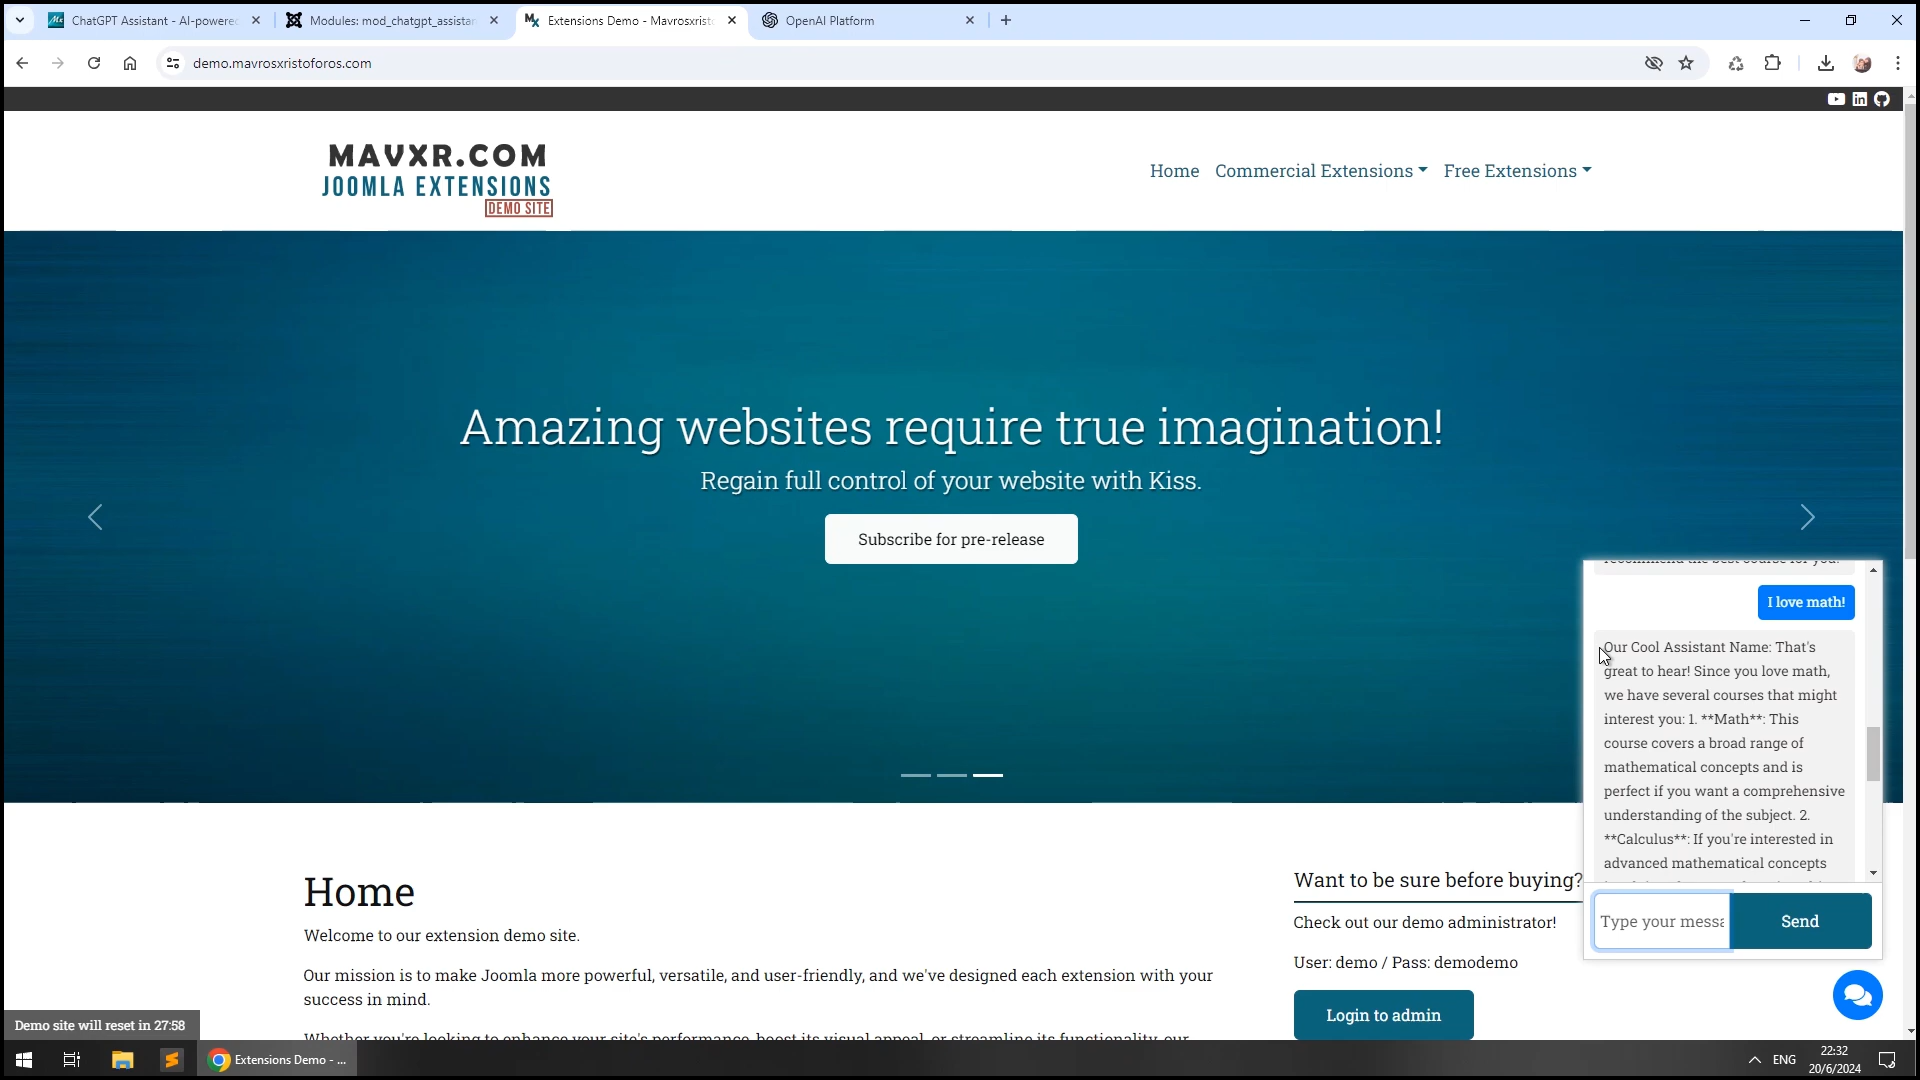 ChatGPT Assistant - AI-powered
Modules: mod_chatgpt_assistan
Extensions Demo - Mavrosxristo
OpenAI Platform
demo.mavrosxristoforos.com
MAVXR.COM
JOOMLA EXTENSIONS
DEMO SITE
Home
Commercial Extensions
Free Extensions
Amazing websites require true imagination!
Regain full control of your website with Kiss.
Subscribe for pre-release
recommend the best course for you.
I love math!
Our Cool Assistant Name: That's
great to hear! Since you love math,
we have several courses that might
interest you: 1. **Math**: This
course covers a broad range of
mathematical concepts and is
perfect if you want a comprehensive
understanding of the subject. 2.
**Calculus**: If you're interested in
advanced mathematical concepts
Type your messa
Send
Home
Welcome to our extension demo site.
Our mission is to make Joomla more powerful, versatile, and user-friendly, and we've designed each extension with your
success in mind.
Whether you're looking to enhance your site's performance, boost its visual appeal, or streamline its functionality, our
Want to be sure before buying?
Check out our demo administrator!
User: demo / Pass: demodemo
Login to admin
Demo site will reset in 27:58
Extensions Demo - ...
ENG
22:32
20/6/2024